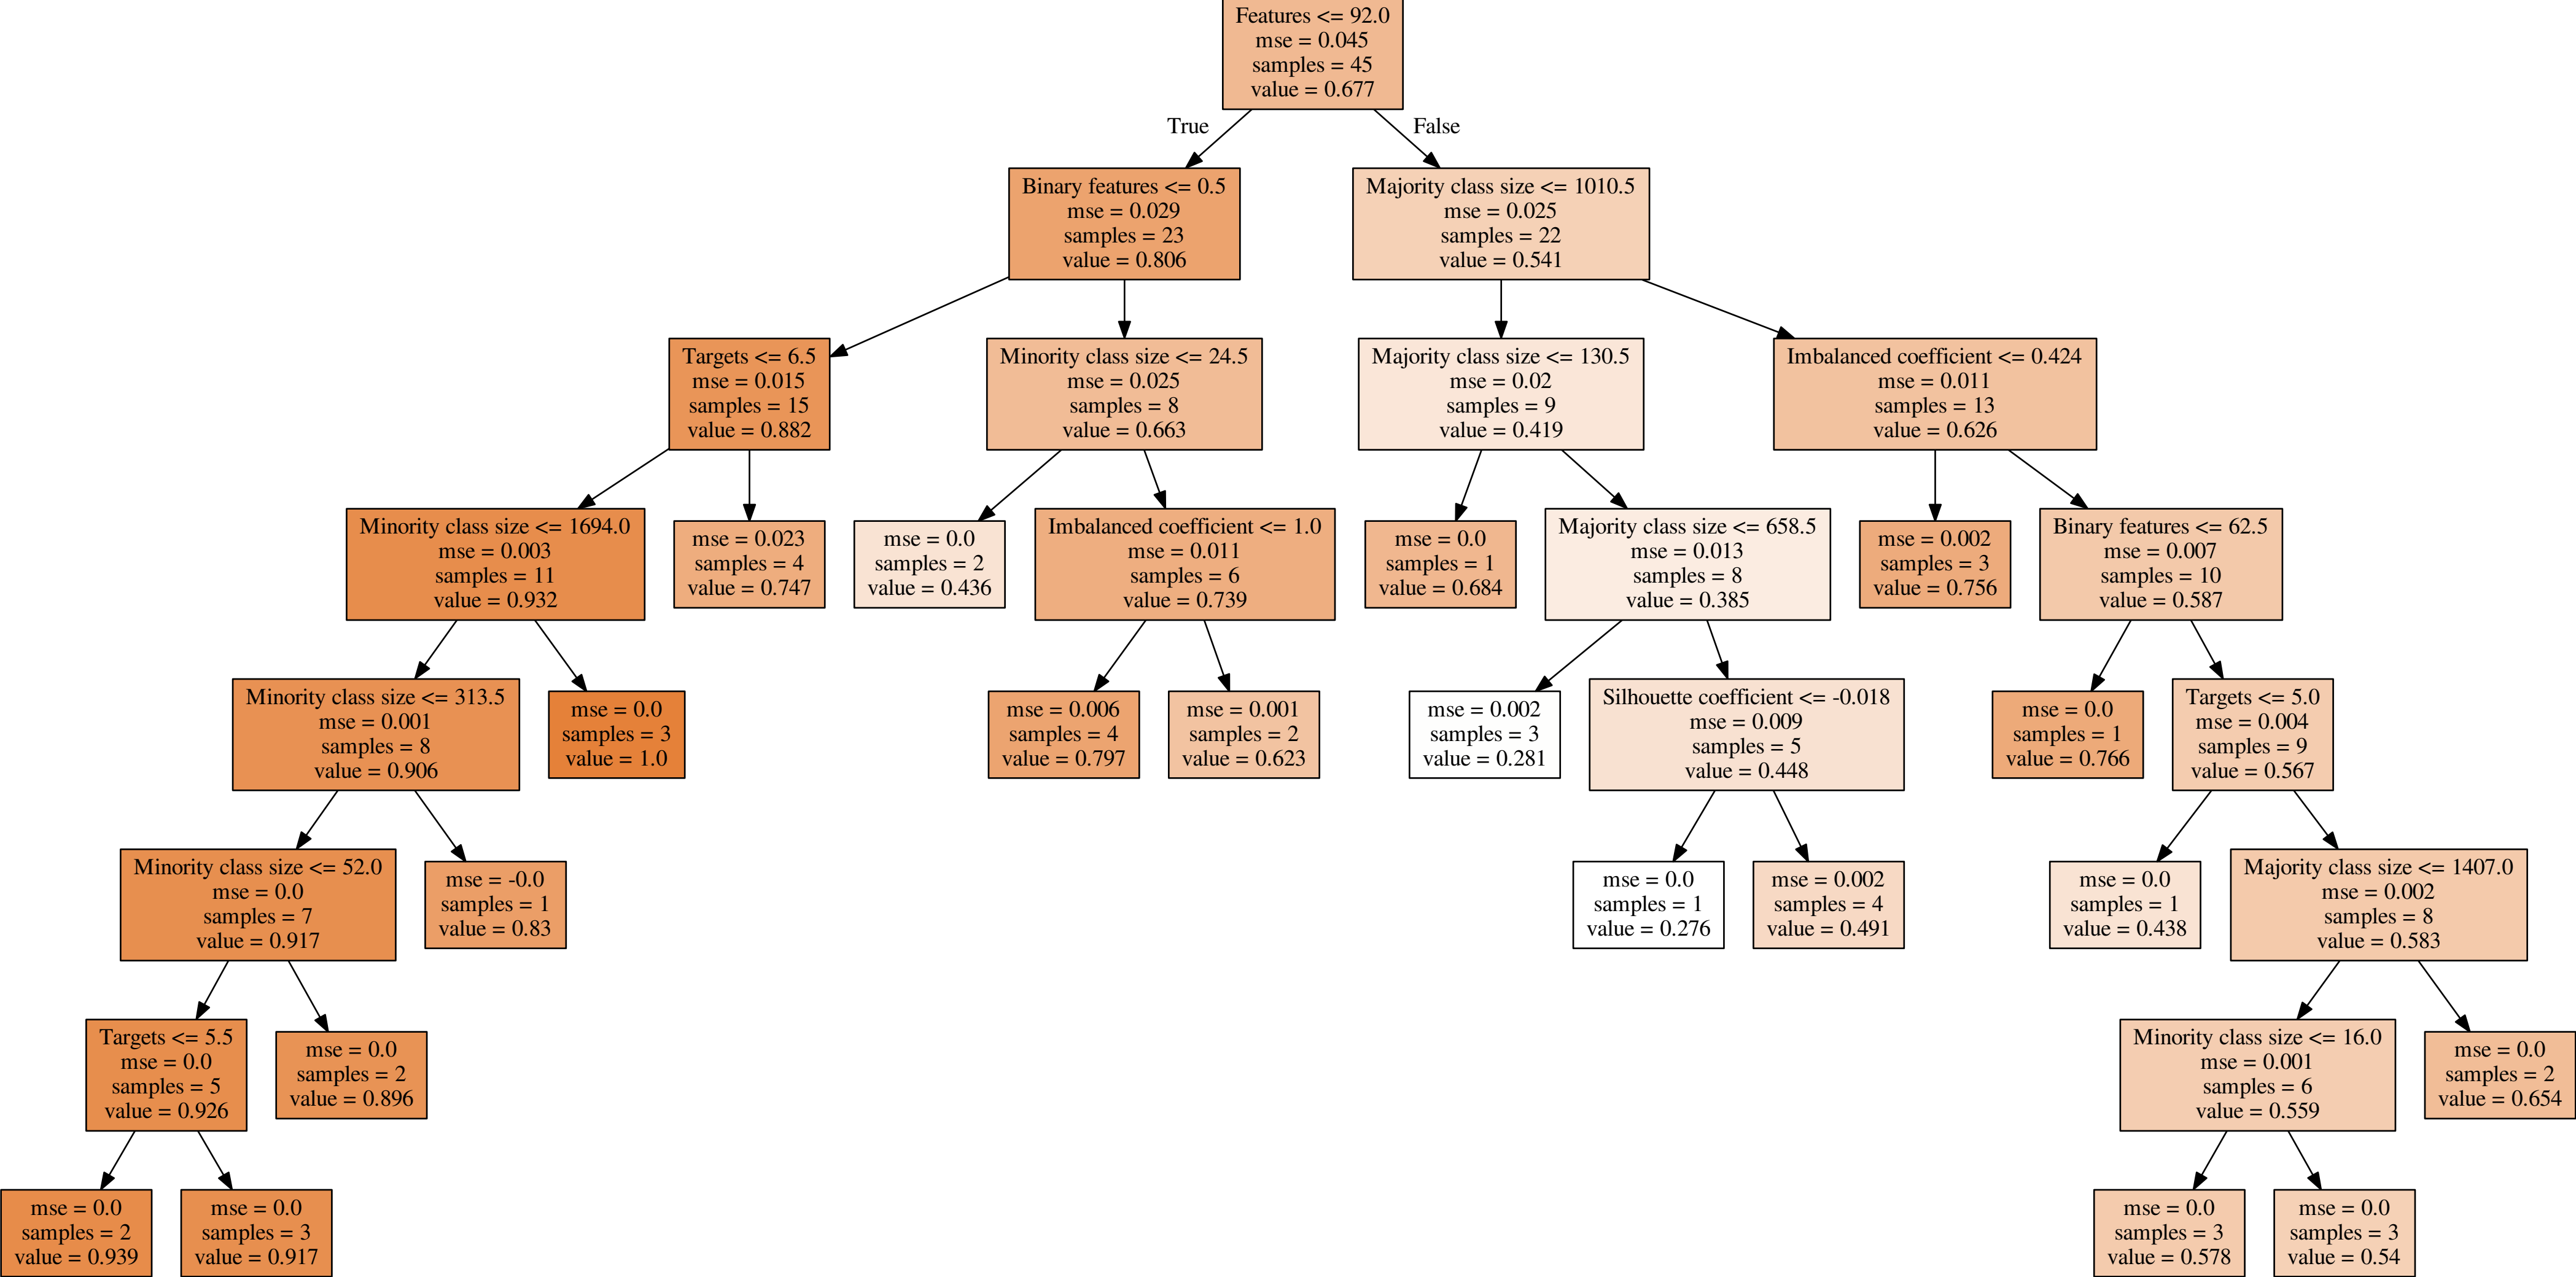 Features <= 92.0
mse = 0.045
samples = 45
value = 0.677
True
False
Binary features <= 0.5
mse = 0.029
samples = 23
value = 0.806
Majority class size <= 1010.5
mse = 0.025
samples = 22
value = 0.541
Targets <= 6.5
mse = 0.015
samples = 15
value = 0.882
Minority class size <= 24.5
mse = 0.025
samples = 8
value = 0.663
Majority class size <= 130.5
mse = 0.02
samples = 9
value = 0.419
Imbalanced coefficient <= 0.424
mse = 0.011
samples = 13
value = 0.626
Minority class size <= 1694.0
mse = 0.003
samples = 11
value = 0.932
mse = 0.023
samples = 4
value = 0.747
mse = 0.0
samples = 2
value = 0.436
Imbalanced coefficient <= 1.0
mse = 0.011
samples = 6
value = 0.739
mse = 0.0
samples = 1
value = 0.684
Majority class size <= 658.5
mse = 0.013
samples = 8
value = 0.385
mse = 0.002
samples = 3
value = 0.756
Binary features <= 62.5
mse = 0.007
samples = 10
value = 0.587
Minority class size <= 313.5
mse = 0.001
samples = 8
value = 0.906
mse = 0.0
samples = 3
value = 1.0
mse = 0.006
samples = 4
value = 0.797
mse = 0.001
samples = 2
value = 0.623
mse = 0.002
samples = 3
value = 0.281
Silhouette coefficient <= -0.018
mse = 0.009
samples = 5
value = 0.448
mse = 0.0
samples = 1
value = 0.766
Targets <= 5.0
mse = 0.004
samples = 9
value = 0.567
Minority class size <= 52.0
mse = 0.0
samples = 7
value = 0.917
mse = -0.0
samples = 1
value = 0.83
mse = 0.0
samples = 1
value = 0.276
mse = 0.002
samples = 4
value = 0.491
mse = 0.0
samples = 1
value = 0.438
Majority class size <= 1407.0
mse = 0.002
samples = 8
value = 0.583
Targets <= 5.5
mse = 0.0
samples = 5
value = 0.926
mse = 0.0
samples = 2
value = 0.896
Minority class size <= 16.0
mse = 0.001
samples = 6
value = 0.559
mse = 0.0
samples = 2
value = 0.654
mse = 0.0
samples = 2
value = 0.939
mse = 0.0
samples = 3
value = 0.917
mse = 0.0
samples = 3
value = 0.578
mse = 0.0
samples = 3
value = 0.54